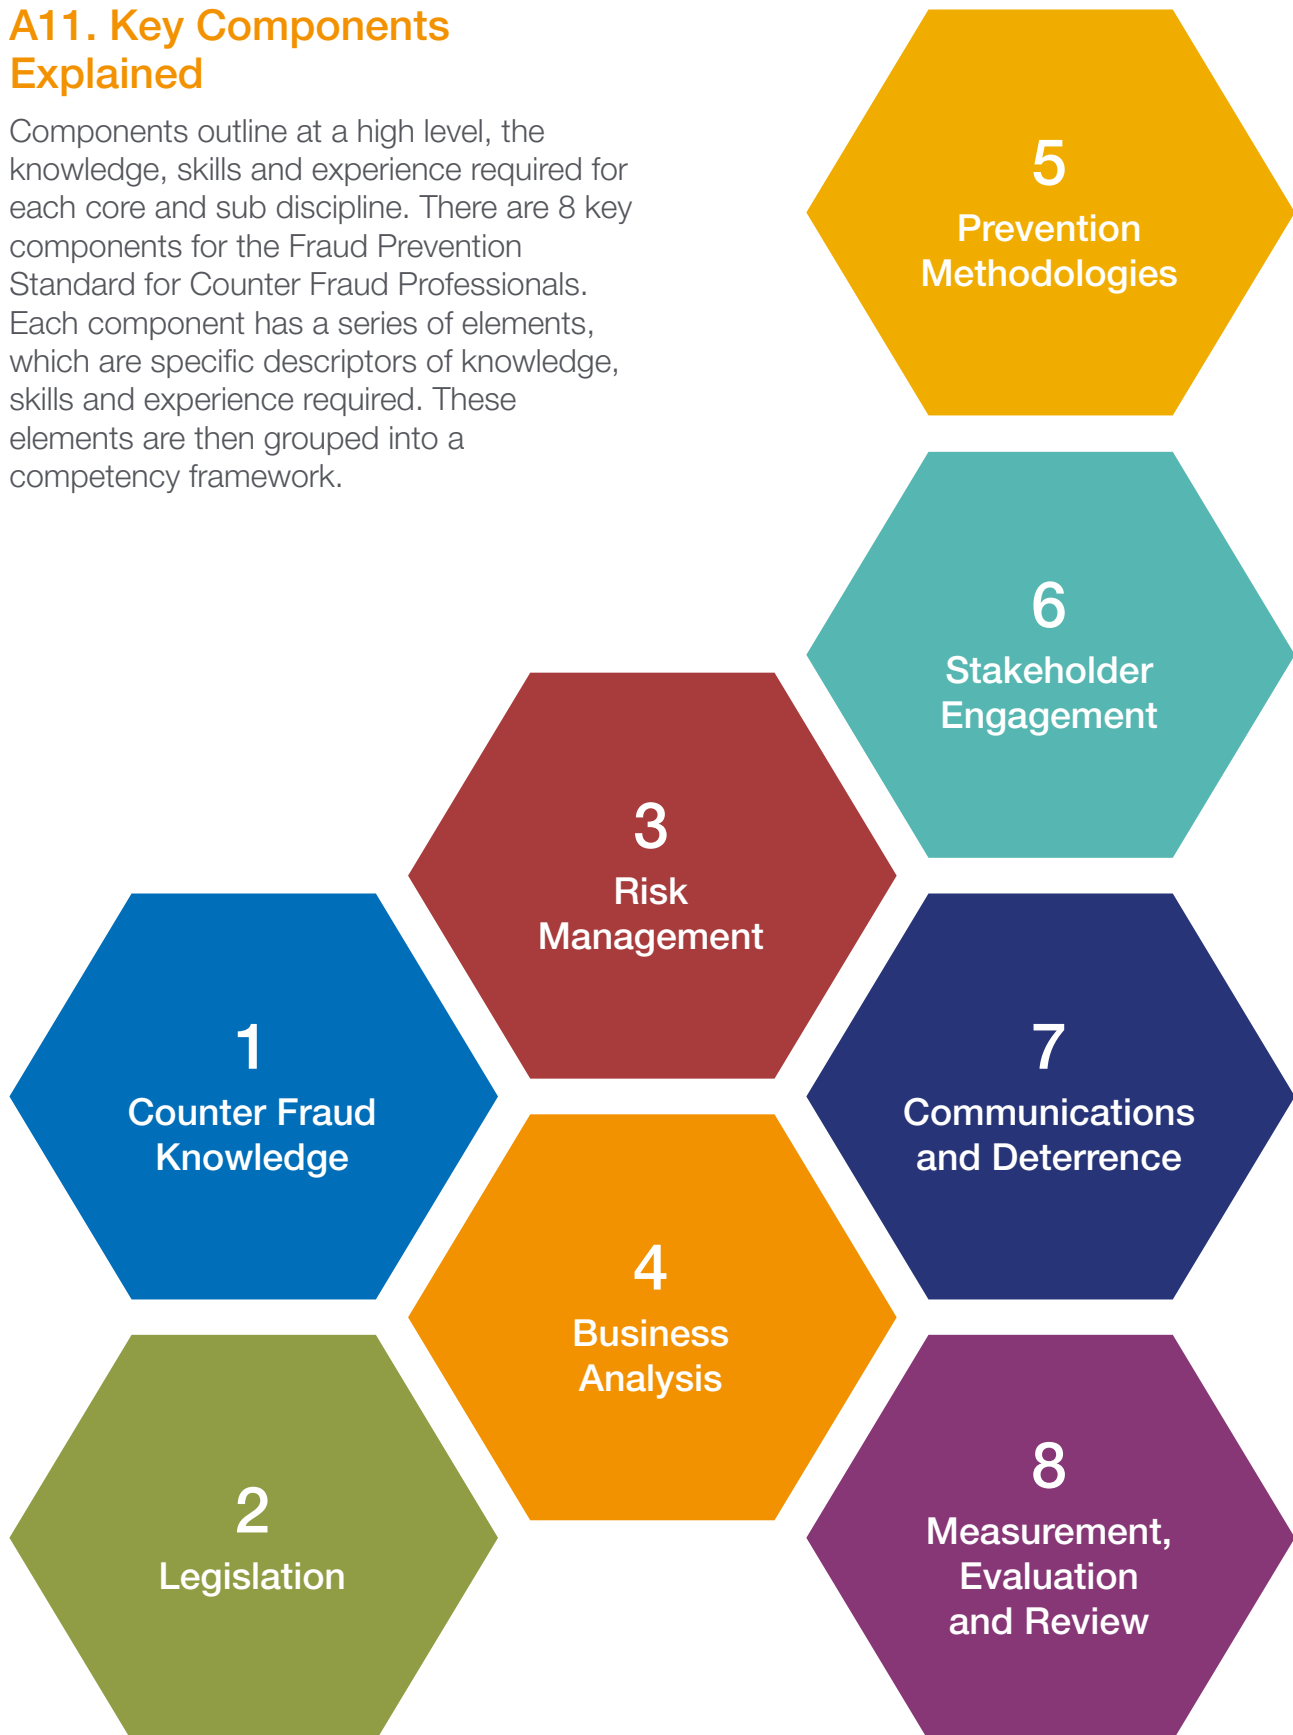 A11. Key Components
Explained
Components outline at a high level, the
knowledge, skills and experience required for
each core and sub discipline. There are 8 key
components for the Fraud Prevention
Standard for Counter Fraud Professionals.
Each component has a series of elements,
which are specific descriptors of knowledge,
skills and experience required. These
elements are then grouped into a
competency framework.
1
Counter Fraud
Knowledge
2
Legislation
3
Risk
Management
4
Business
Analysis
5
Prevention
Methodologies
6
Stakeholder
Engagement
7
Communications
and Deterrence
8
Measurement,
Evaluation
and Review